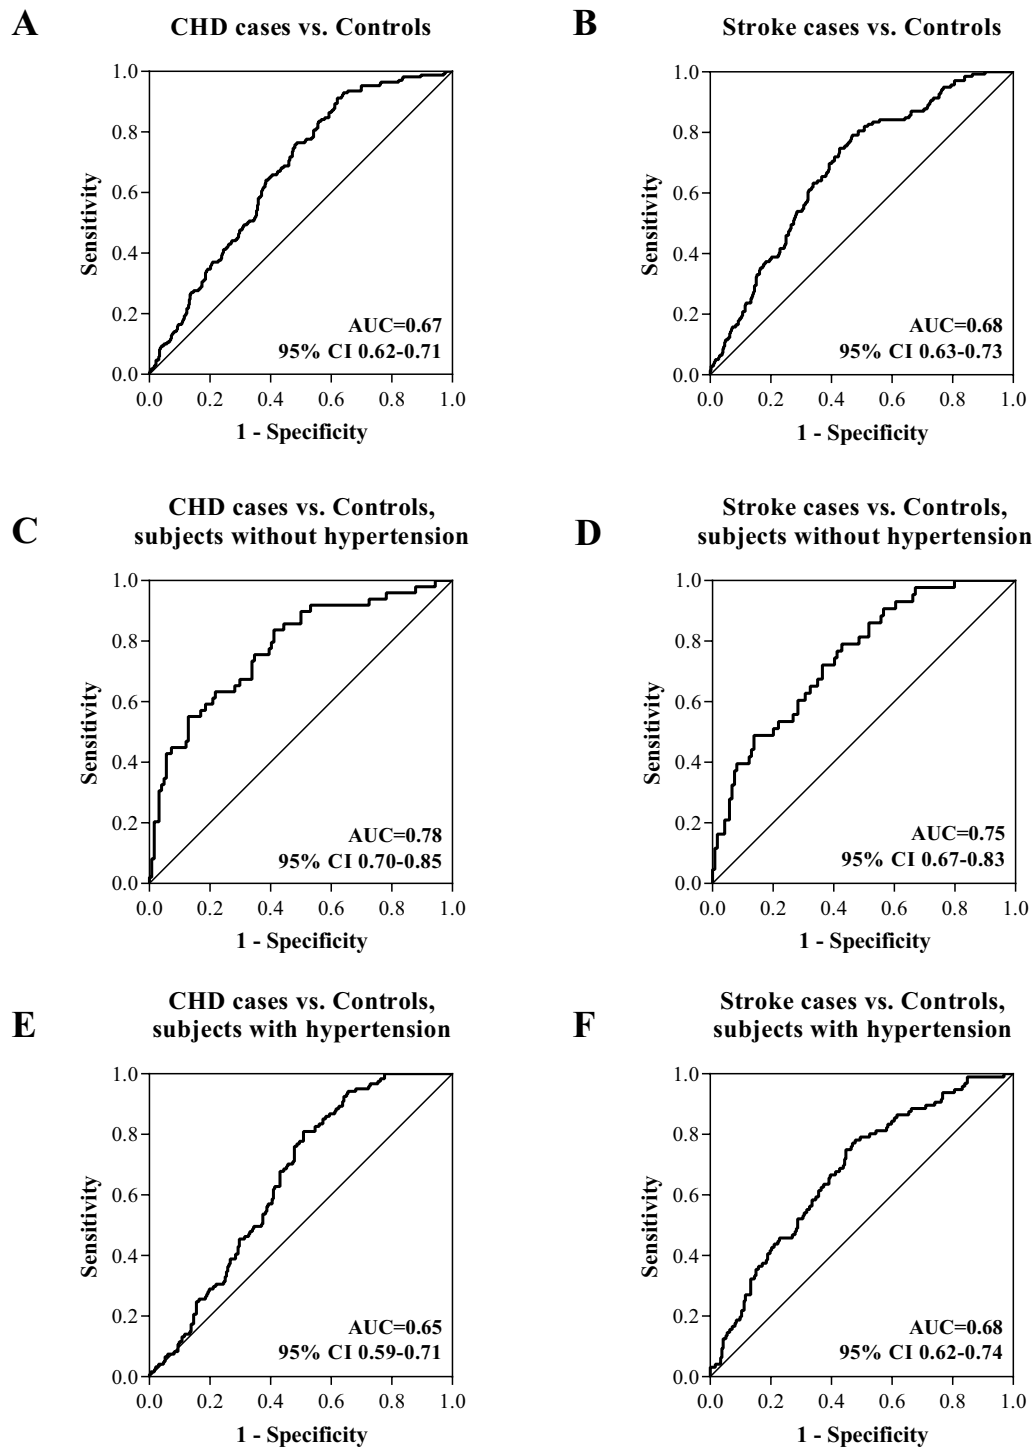 A
CHD cases vs. Controls
1.0
0.8
0.6
0.4
0.2
0.0
Sensitivity
AUC=0.67
95% CI 0.62-0.71
0.0 0.2 0.4 0.6 0.8 1.0
1 - Specificity
B
Stroke cases vs. Controls
1.0
0.8
0.6
0.4
0.2
0.0
Sensitivity
AUC=0.68
95% CI 0.63-0.73
0.0 0.2 0.4 0.6 0.8 1.0
1 - Specificity
C
CHD cases vs. Controls,
subjects without hypertension
1.0
0.8
0.6
0.4
0.2
0.0
Sensitivity
AUC=0.78
95% CI 0.70-0.85
0.0 0.2 0.4 0.6 0.8 1.0
1 - Specificity
D
Stroke cases vs. Controls,
subjects without hypertension
1.0
0.8
0.6
0.4
0.2
0.0
Sensitivity
AUC=0.75
95% CI 0.67-0.83
0.0 0.2 0.4 0.6 0.8 1.0
1 - Specificity
E
CHD cases vs. Controls,
subjects with hypertension
1.0
0.8
0.6
0.4
0.2
0.0
Sensitivity
AUC=0.65
95% CI 0.59-0.71
0.0 0.2 0.4 0.6 0.8 1.0
1 - Specificity
F
Stroke cases vs. Controls,
subjects with hypertension
1.0
0.8
0.6
0.4
0.2
0.0
Sensitivity
AUC=0.68
95% CI 0.62-0.74
0.0 0.2 0.4 0.6 0.8 1.0
1 - Specificity